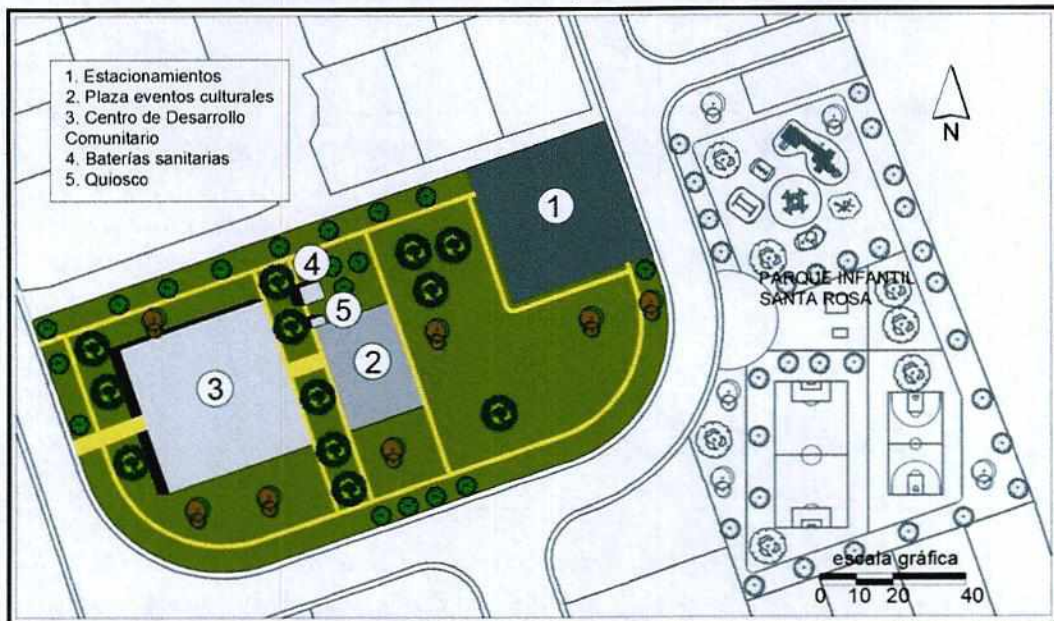 1. Estacionamientos
2. Plaza eventos culturales
3. Centro de Desarrollo
Comunitario
4. Baterías sanitarias
5. Quiosco
N
1
4
5
2
3
PARQUE INFANTIL
SANTA ROSA
escala gráfica
0 10 20 40